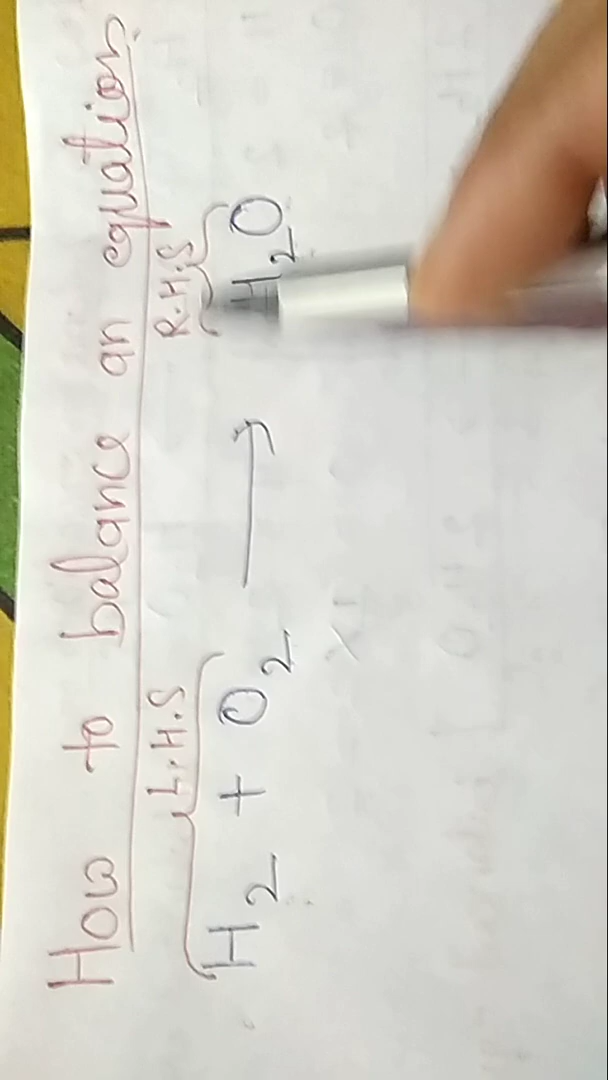 How to balance an equation.
L.H.S R.H.S
H₂ + O₂ → H₂O